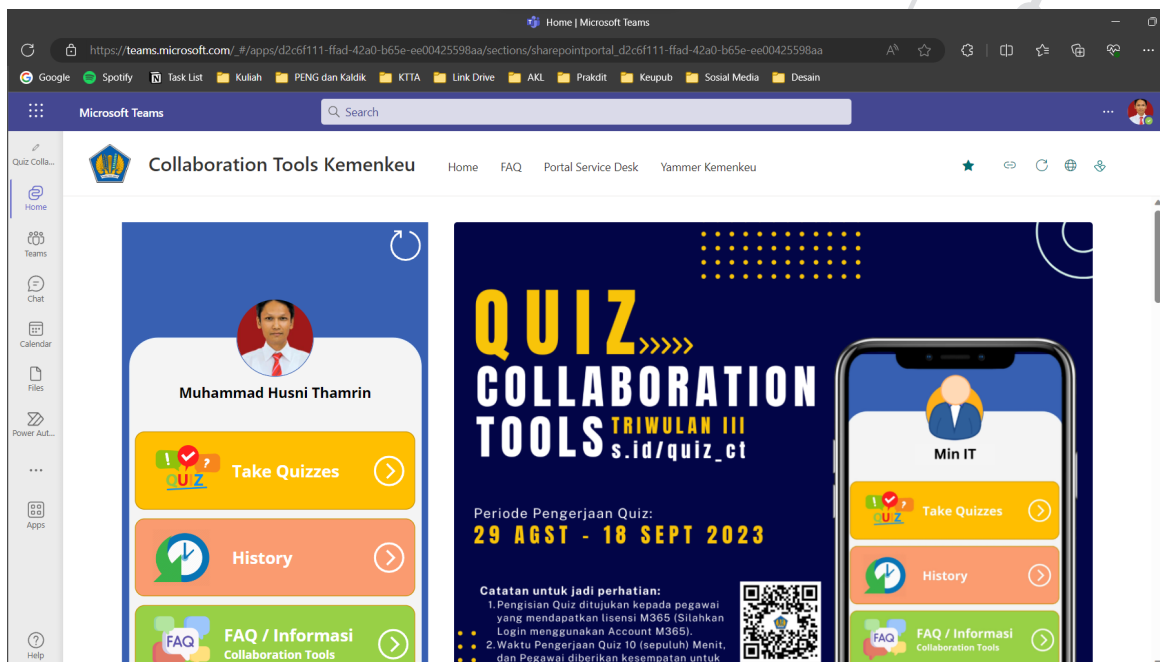 Home | Microsoft Teams
https://teams.microsoft.com/_#/apps/d2c6f111-ffad-42a0-b65e-ee00425598aa/sections/sharepointportal_d2c6f111-ffad-42a0-b65e-ee00425598aa
Google Spotify Task List Kuliah PENG dan Kaldik KTTA Link Drive AKL Prakdit Keupub Sosial Media Desain
Microsoft Teams
Search
Quiz Colla...
Home
Teams
Chat
Calendar
Files
Power Aut...
Apps
Help
Collaboration Tools Kemenkeu
Home FAQ Portal Service Desk Yammer Kemenkeu
Muhammad Husni Thamrin
QUIZ
Take Quizzes
History
FAQ
FAQ / Informasi
Collaboration Tools
QUIZ
COLLABORATION
TOOLS
TRIWULAN III
s.id/quiz_ct
Periode Pengerjaan Quiz:
29 AGST - 18 SEPT 2023
Catatan untuk jadi perhatian:
1. Pengisian Quiz ditujukan kepada pegawai
yang mendapatkan lisensi M365 (Silahkan
Login menggunakan Account M365).
2. Waktu Pengerjaan Quiz 10 (sepuluh) Menit,
dan Pegawai diberikan kesempatan untuk
Min IT
QUIZ
Take Quizzes
History
FAQ
FAQ / Informasi
Collaboration Tools